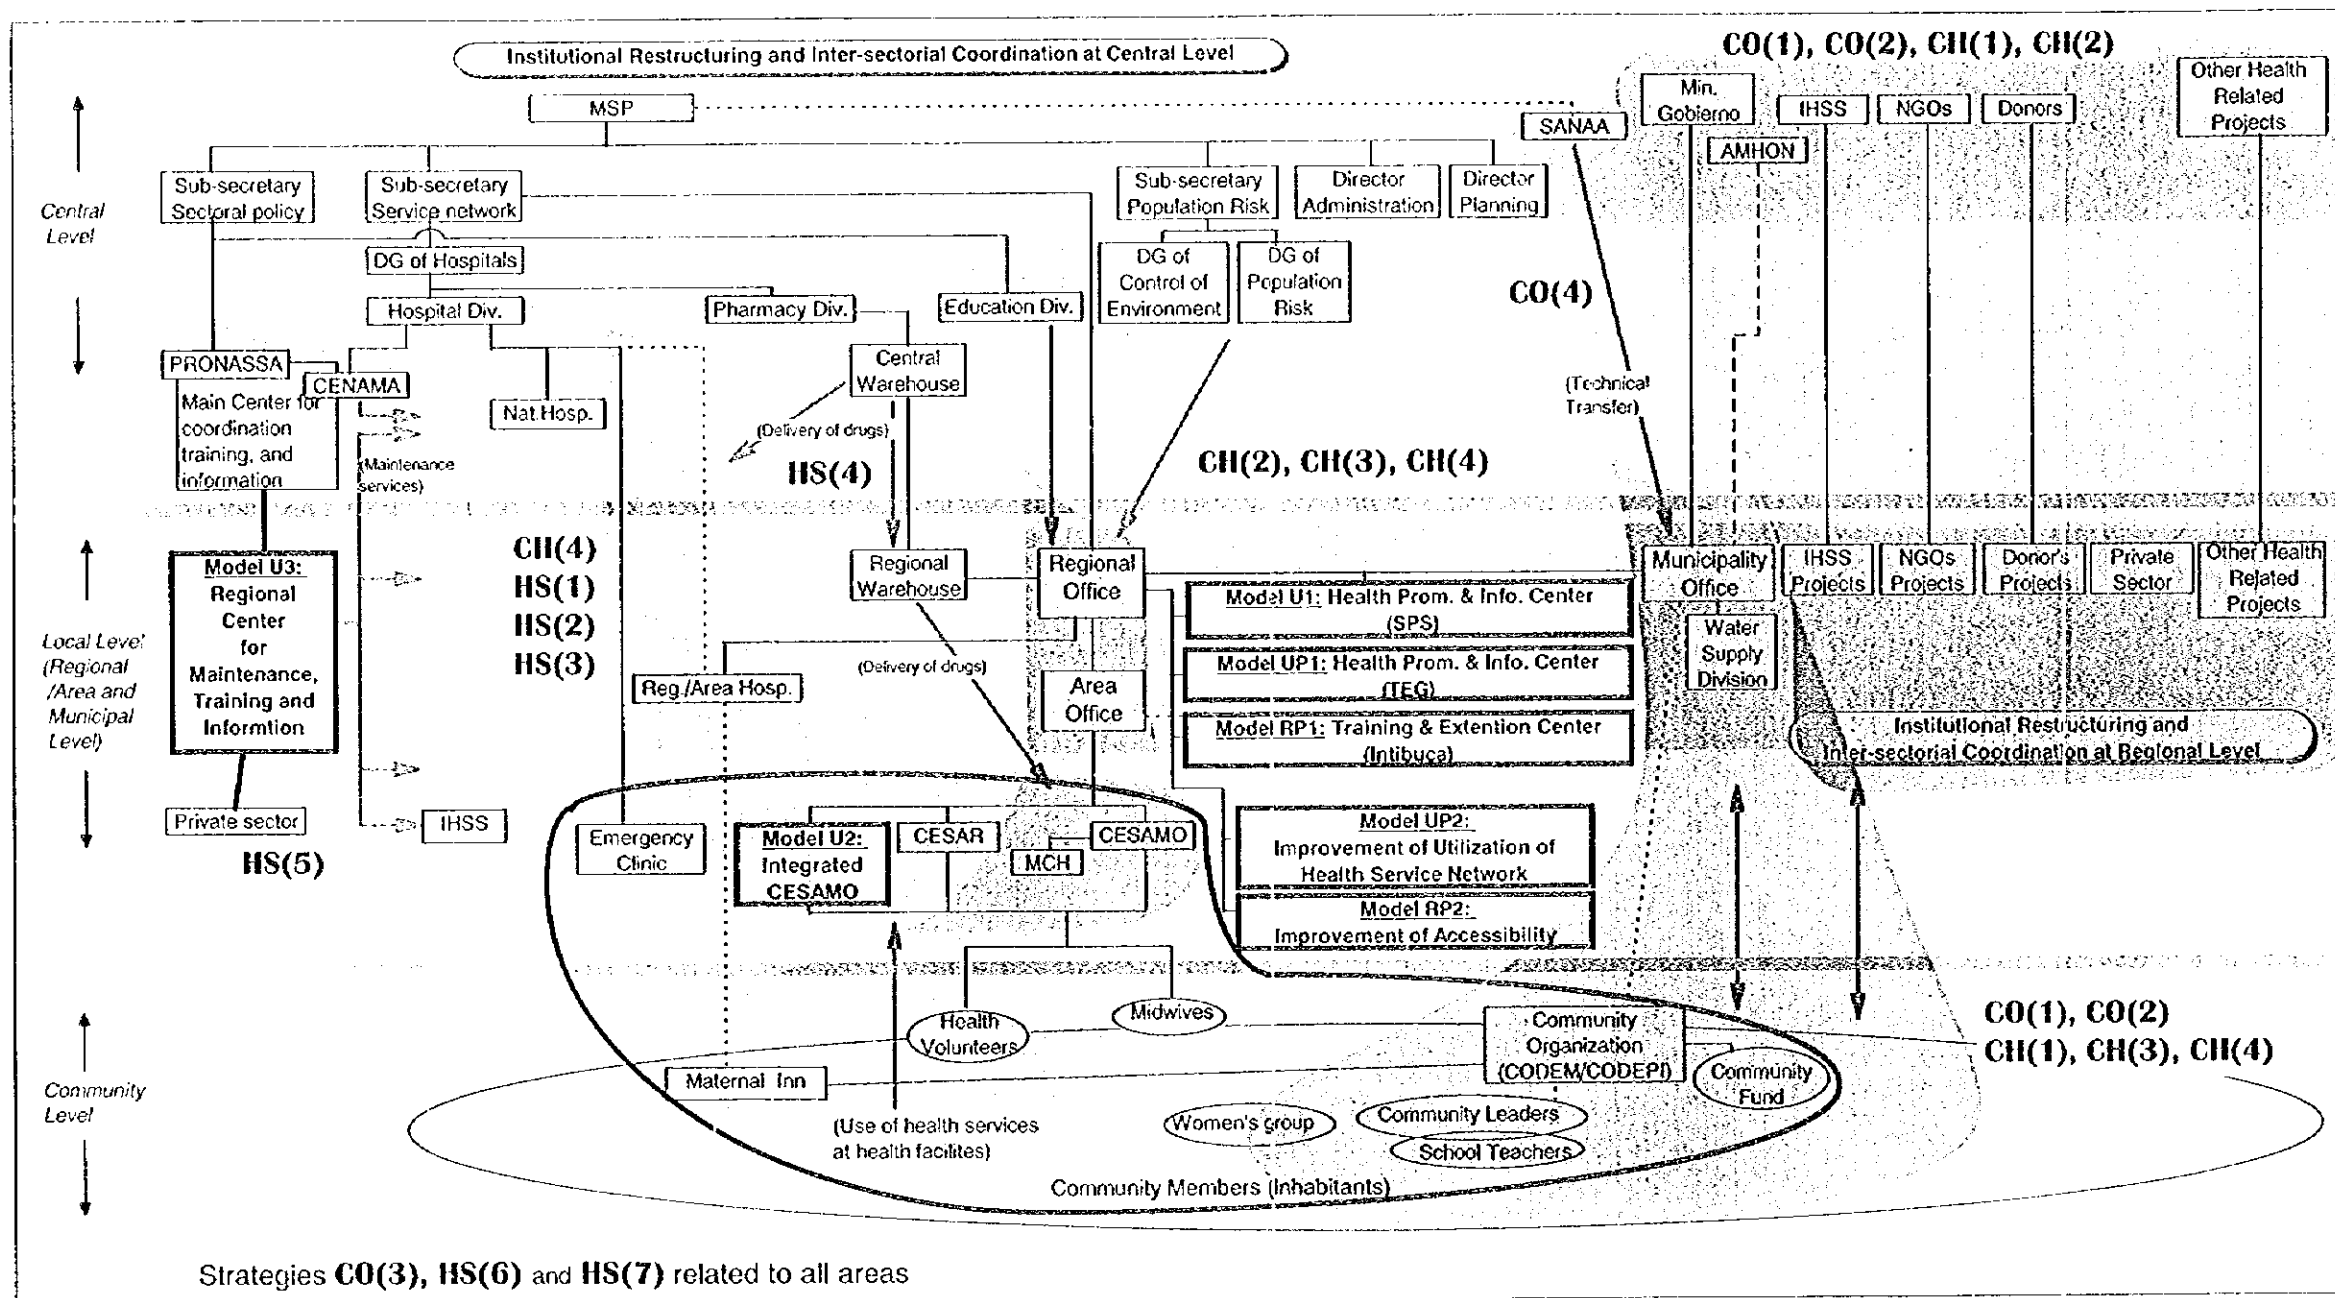 Institutional Restructuring and Inter-sectorial Coordination at Central Level
CO(1), CO(2), CH(1), CH(2)
MSP
SANAA
Min.
Gobierno
AMHON
IHSS
NGOs
Donors
Other Health
Related
Projects
Central
Level
Sub-secretary
Sectoral policy
Sub-secretary
Service network
Sub-secretary
Population Risk
Director
Administration
Director
Planning
DG of Hospitals
DG of
Control of
Environment
DG of
Population
Risk
CO(4)
Hospital Div.
Pharmacy Div.
Education Div.
PRONASSA
CENAMA
Main Center for
coordination
training, and
information
Nat.Hosp.
Central
Warehouse
(Technical
Transfer)
(Delivery of drugs)
(Maintenance
services)
HS(4)
CH(2), CH(3), CH(4)
Local Level
(Regional
/Area and
Municipal
Level)
Model U3:
Regional
Center
for
Maintenance,
Training and
Informtion
CH(4)
HS(1)
HS(2)
HS(3)
Regional
Warehouse
Regional
Office
Municipality
Office
IHSS
Projects
NGOs
Projects
Donor's
Projects
Private
Sector
Other Health
Related
Projects
Model U1: Health Prom. & Info. Center
(SPS)
Water
Supply
Division
(Delivery of drugs)
Model UP1: Health Prom. & Info. Center
(TEG)
Reg./Area Hosp.
Area
Office
Model RP1: Training & Extention Center
(Intibuca)
Institutional Restructuring and
Inter-sectorial Coordination at Regional Level
Private sector
IHSS
HS(5)
Emergency
Clinic
Model U2:
Integrated
CESAMO
CESAR
CESAMO
MCH
Model UP2:
Improvement of Utilization of
Health Service Network
Model RP2:
Improvement of Accessibility
Community
Level
Health
Volunteers
Midwives
Community
Organization
(CODEM/CODEPI)
CO(1), CO(2)
CH(1), CH(3), CH(4)
Maternal Inn
Community
Fund
(Use of health services
at health facilites)
Women's group
Community Leaders
School Teachers
Community Members (Inhabitants)
Strategies CO(3), HS(6) and HS(7) related to all areas